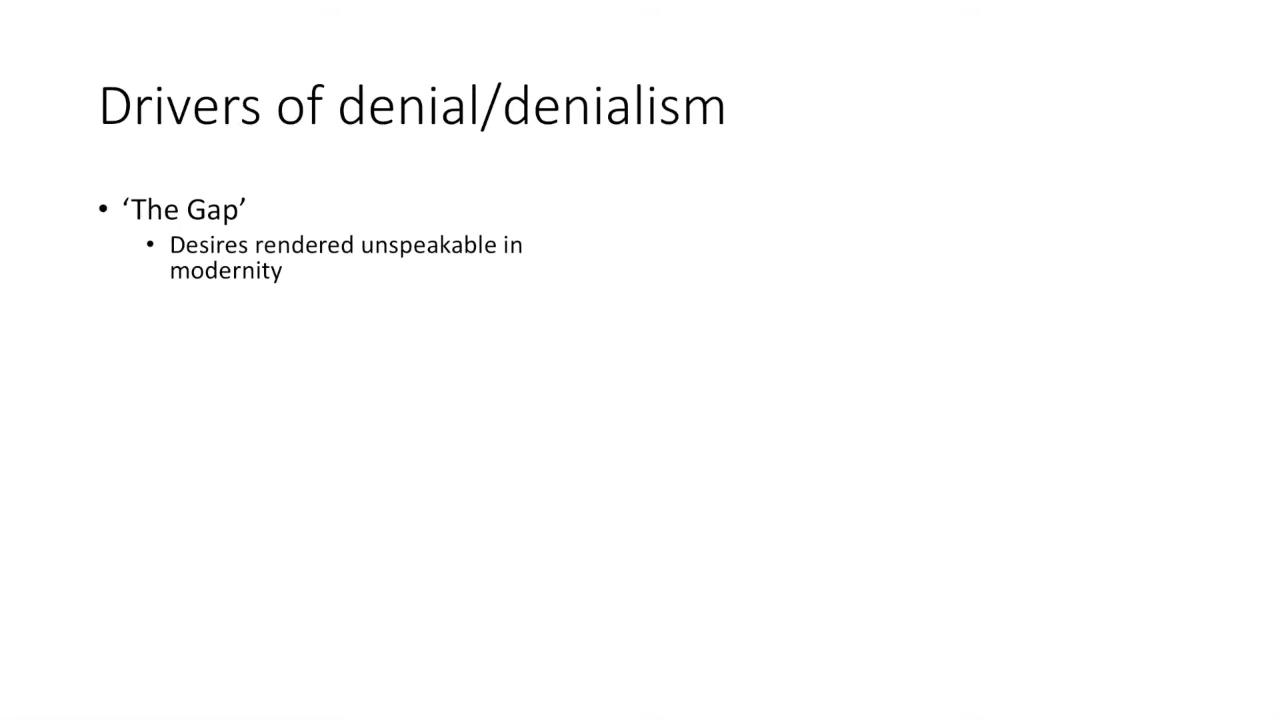 Drivers of denial/denialism
• ‘The Gap’
• Desires rendered unspeakable in
modernity